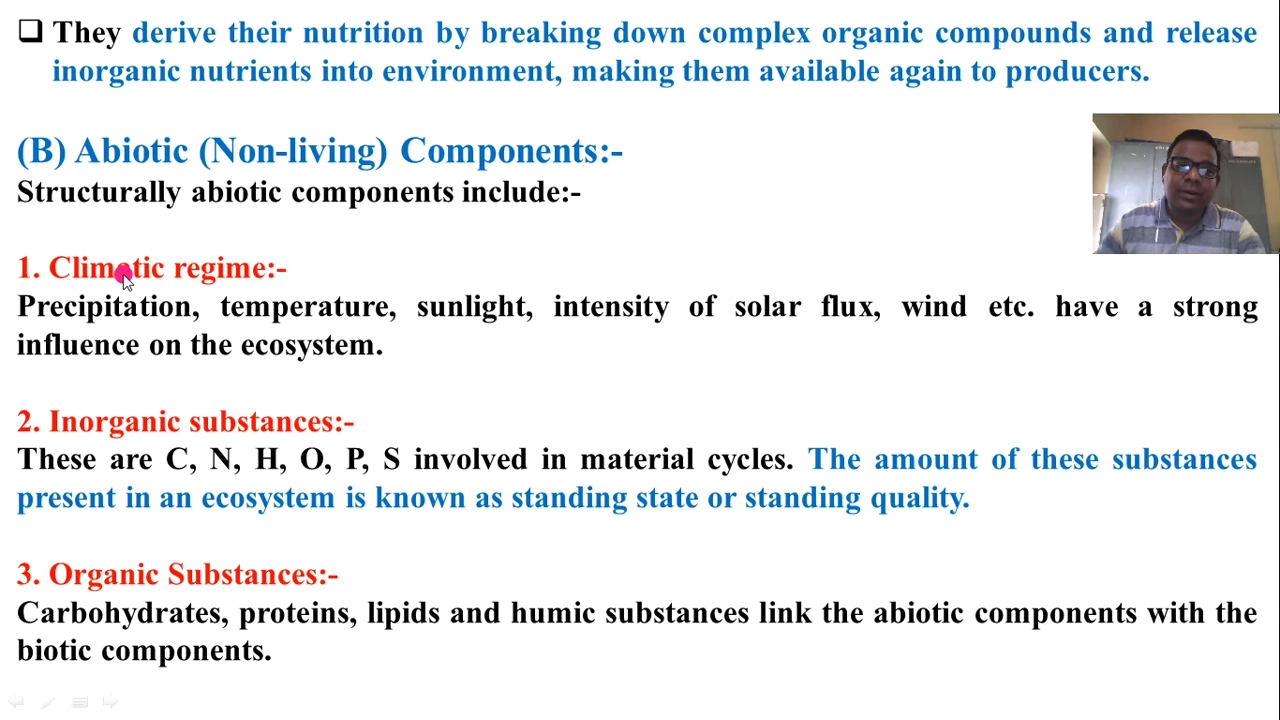 They derive their nutrition by breaking down complex organic compounds and release
inorganic nutrients into environment, making them available again to producers.
(B) Abiotic (Non-living) Components:-
Structurally abiotic components include:-
1. Climatic regime:-
Precipitation, temperature, sunlight, intensity of solar flux, wind etc. have a strong
influence on the ecosystem.
2. Inorganic substances:-
These are C, N, H, O, P, S involved in material cycles. The amount of these substances
present in an ecosystem is known as standing state or standing quality.
3. Organic Substances:-
Carbohydrates, proteins, lipids and humic substances link the abiotic components with the
biotic components.